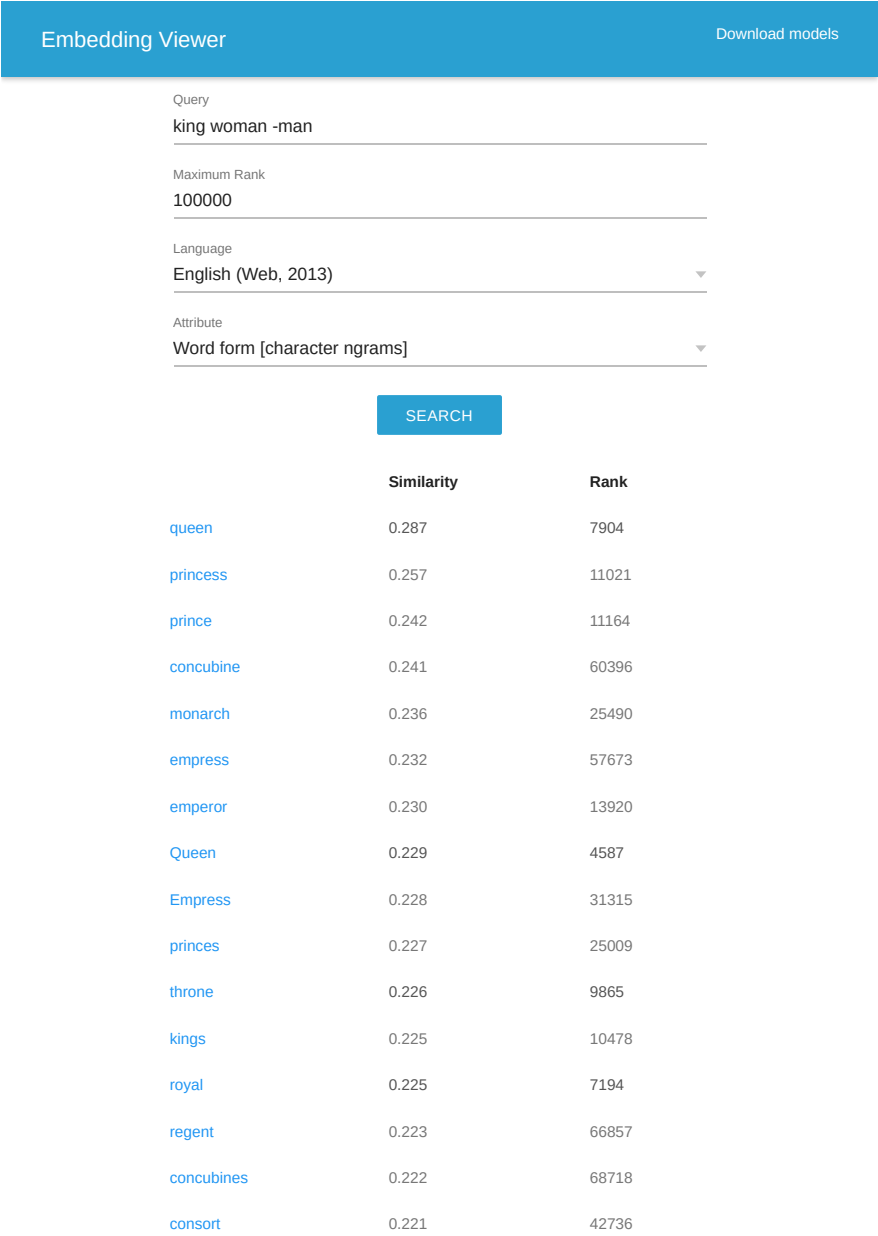 Embedding Viewer
Download models
Query
king woman -man
Maximum Rank
100000
Language
English (Web, 2013)
Attribute
Word form [character ngrams]
SEARCH
Similarity Rank
queen 0.287 7904
princess 0.257 11021
prince 0.242 11164
concubine 0.241 60396
monarch 0.236 25490
empress 0.232 57673
emperor 0.230 13920
Queen 0.229 4587
Empress 0.228 31315
princes 0.227 25009
throne 0.226 9865
kings 0.225 10478
royal 0.225 7194
regent 0.223 66857
concubines 0.222 68718
consort 0.221 42736